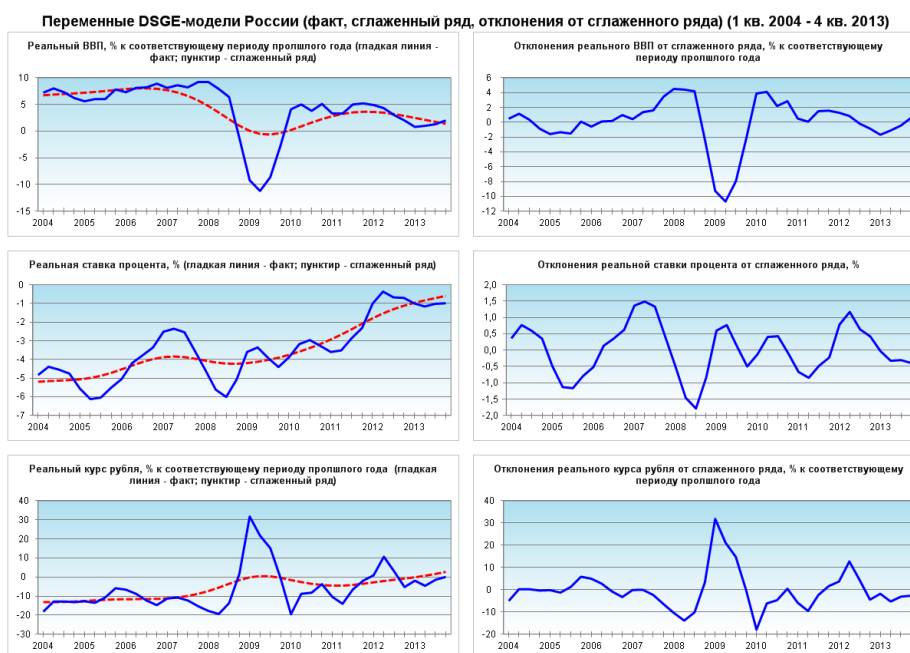 Переменные DSGE-модели России (факт, сглаженный ряд, отклонения от сглаженного ряда) (1 кв. 2004 - 4 кв. 2013)
Реальный ВВП, % к соответствующему периоду пролшлого года (гладкая линия -
факт; пунктир - сглаженный ряд)
10
5
0
-5
-10
-15
2004 2005 2006 2007 2008 2009 2010 2011 2012 2013
Отклонения реального ВВП от сглаженного ряда, % к соответствующему
периоду пролшлого года
6
4
2
0
-2
-4
-6
-8
-10
-12
2004 2005 2006 2007 2008 2009 2010 2011 2012 2013
Реальная ставка процента, % (гладкая линия - факт; пунктир - сглаженный ряд)
0
-1
-2
-3
-4
-5
-6
-7
2004 2005 2006 2007 2008 2009 2010 2011 2012 2013
Отклонения реальной ставки процента от сглаженного ряда, %
2,0
1,5
1,0
0,5
0,0
-0,5
-1,0
-1,5
-2,0
2004 2005 2006 2007 2008 2009 2010 2011 2012 2013
Реальный курс рубля, % к соответствующему периоду пролшлого года (гладкая
линия - факт; пунктир - сглаженный ряд)
40
30
20
10
0
-10
-20
-30
2004 2005 2006 2007 2008 2009 2010 2011 2012 2013
Отклонения реального курса рубля от сглаженного ряда, % к соответствующему
периоду пролшлого года
40
30
20
10
0
-10
-20
2004 2005 2006 2007 2008 2009 2010 2011 2012 2013